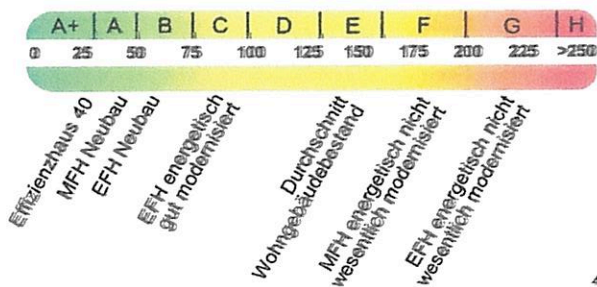 A+ A B C D E F G H
0 25 50 75 100 125 150 175 200 225 >250
Effizienzhaus 40
MFH Neubau
EFH Neubau
EFH energetisch
gut modernisiert
Durchschnitt
Wohngebäudebestand
MFH energetisch nicht
wesentlich modernisiert
EFH energetisch nicht
wesentlich modernisiert